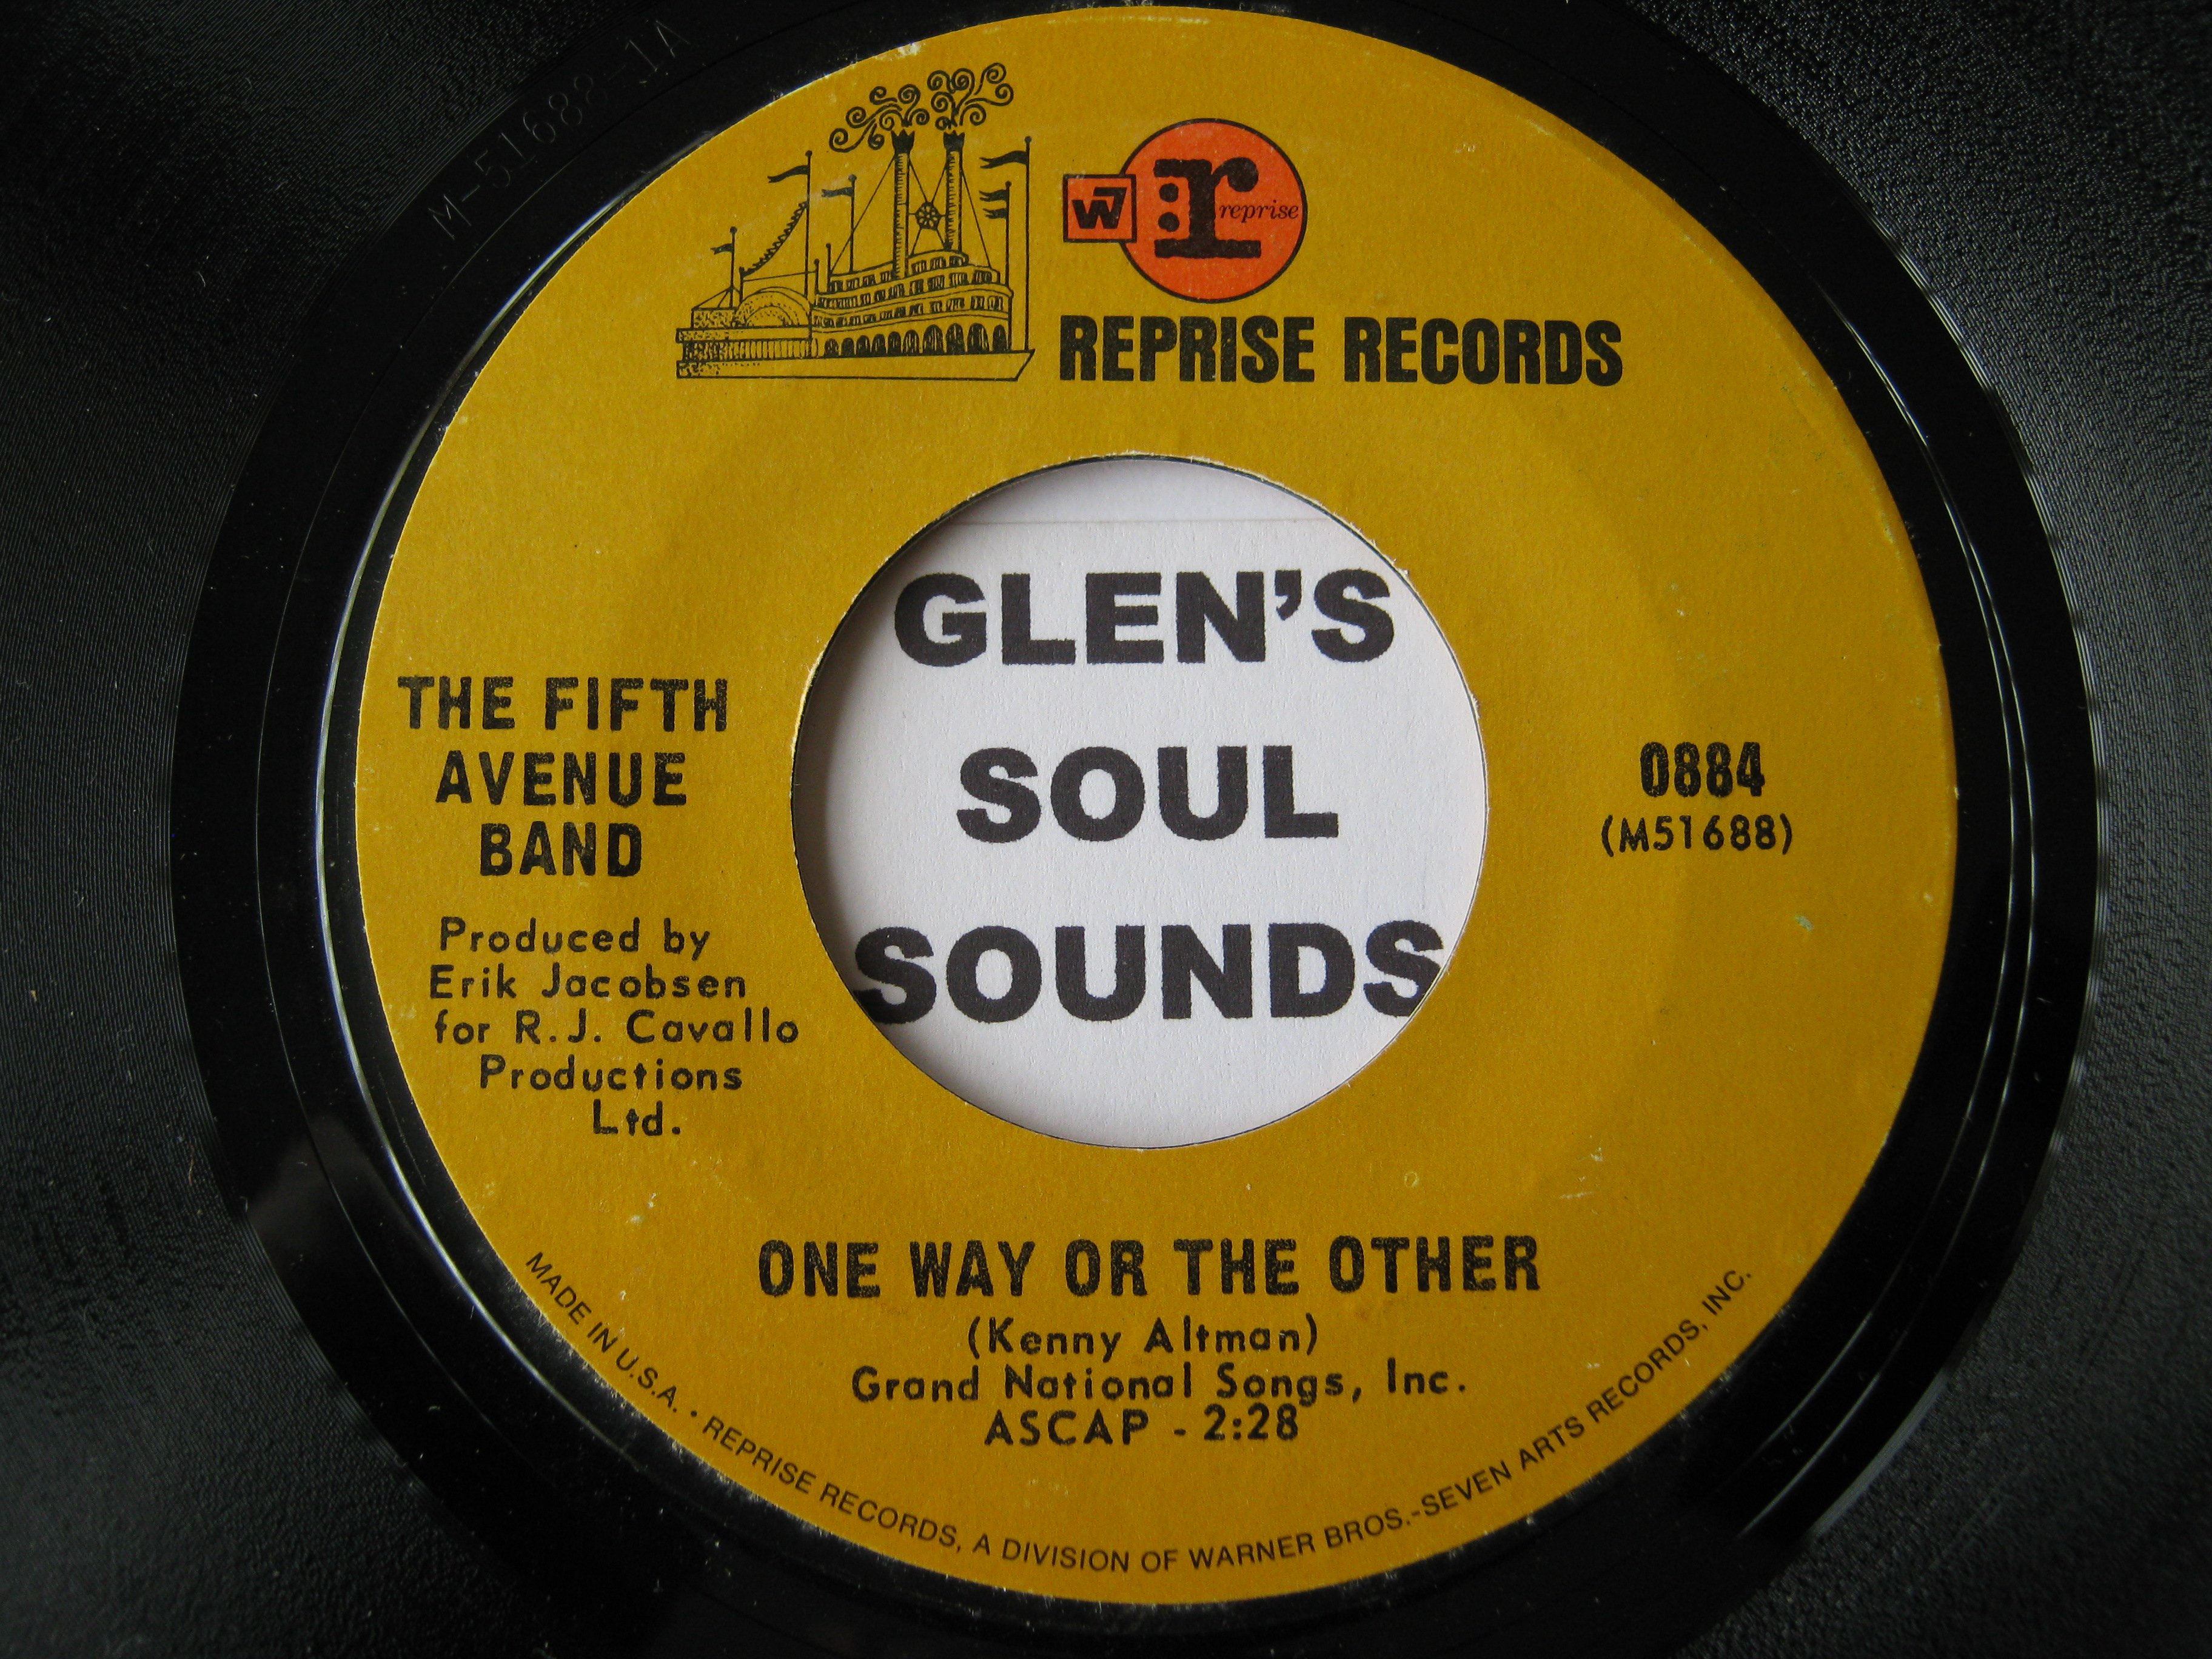 M-51688-1A
W7
:r
reprise
REPRISE RECORDS
GLEN'S
SOUL
SOUNDS
THE FIFTH
AVENUE
BAND
Produced by
Erik Jacobsen
for R.J. Cavallo
Productions
Ltd.
0884
(M51688)
ONE WAY OR THE OTHER
(Kenny Altman)
Grand National Songs, Inc.
ASCAP - 2:28
MADE IN U.S.A. • REPRISE RECORDS, A DIVISION OF WARNER BROS.-SEVEN ARTS RECORDS, INC.